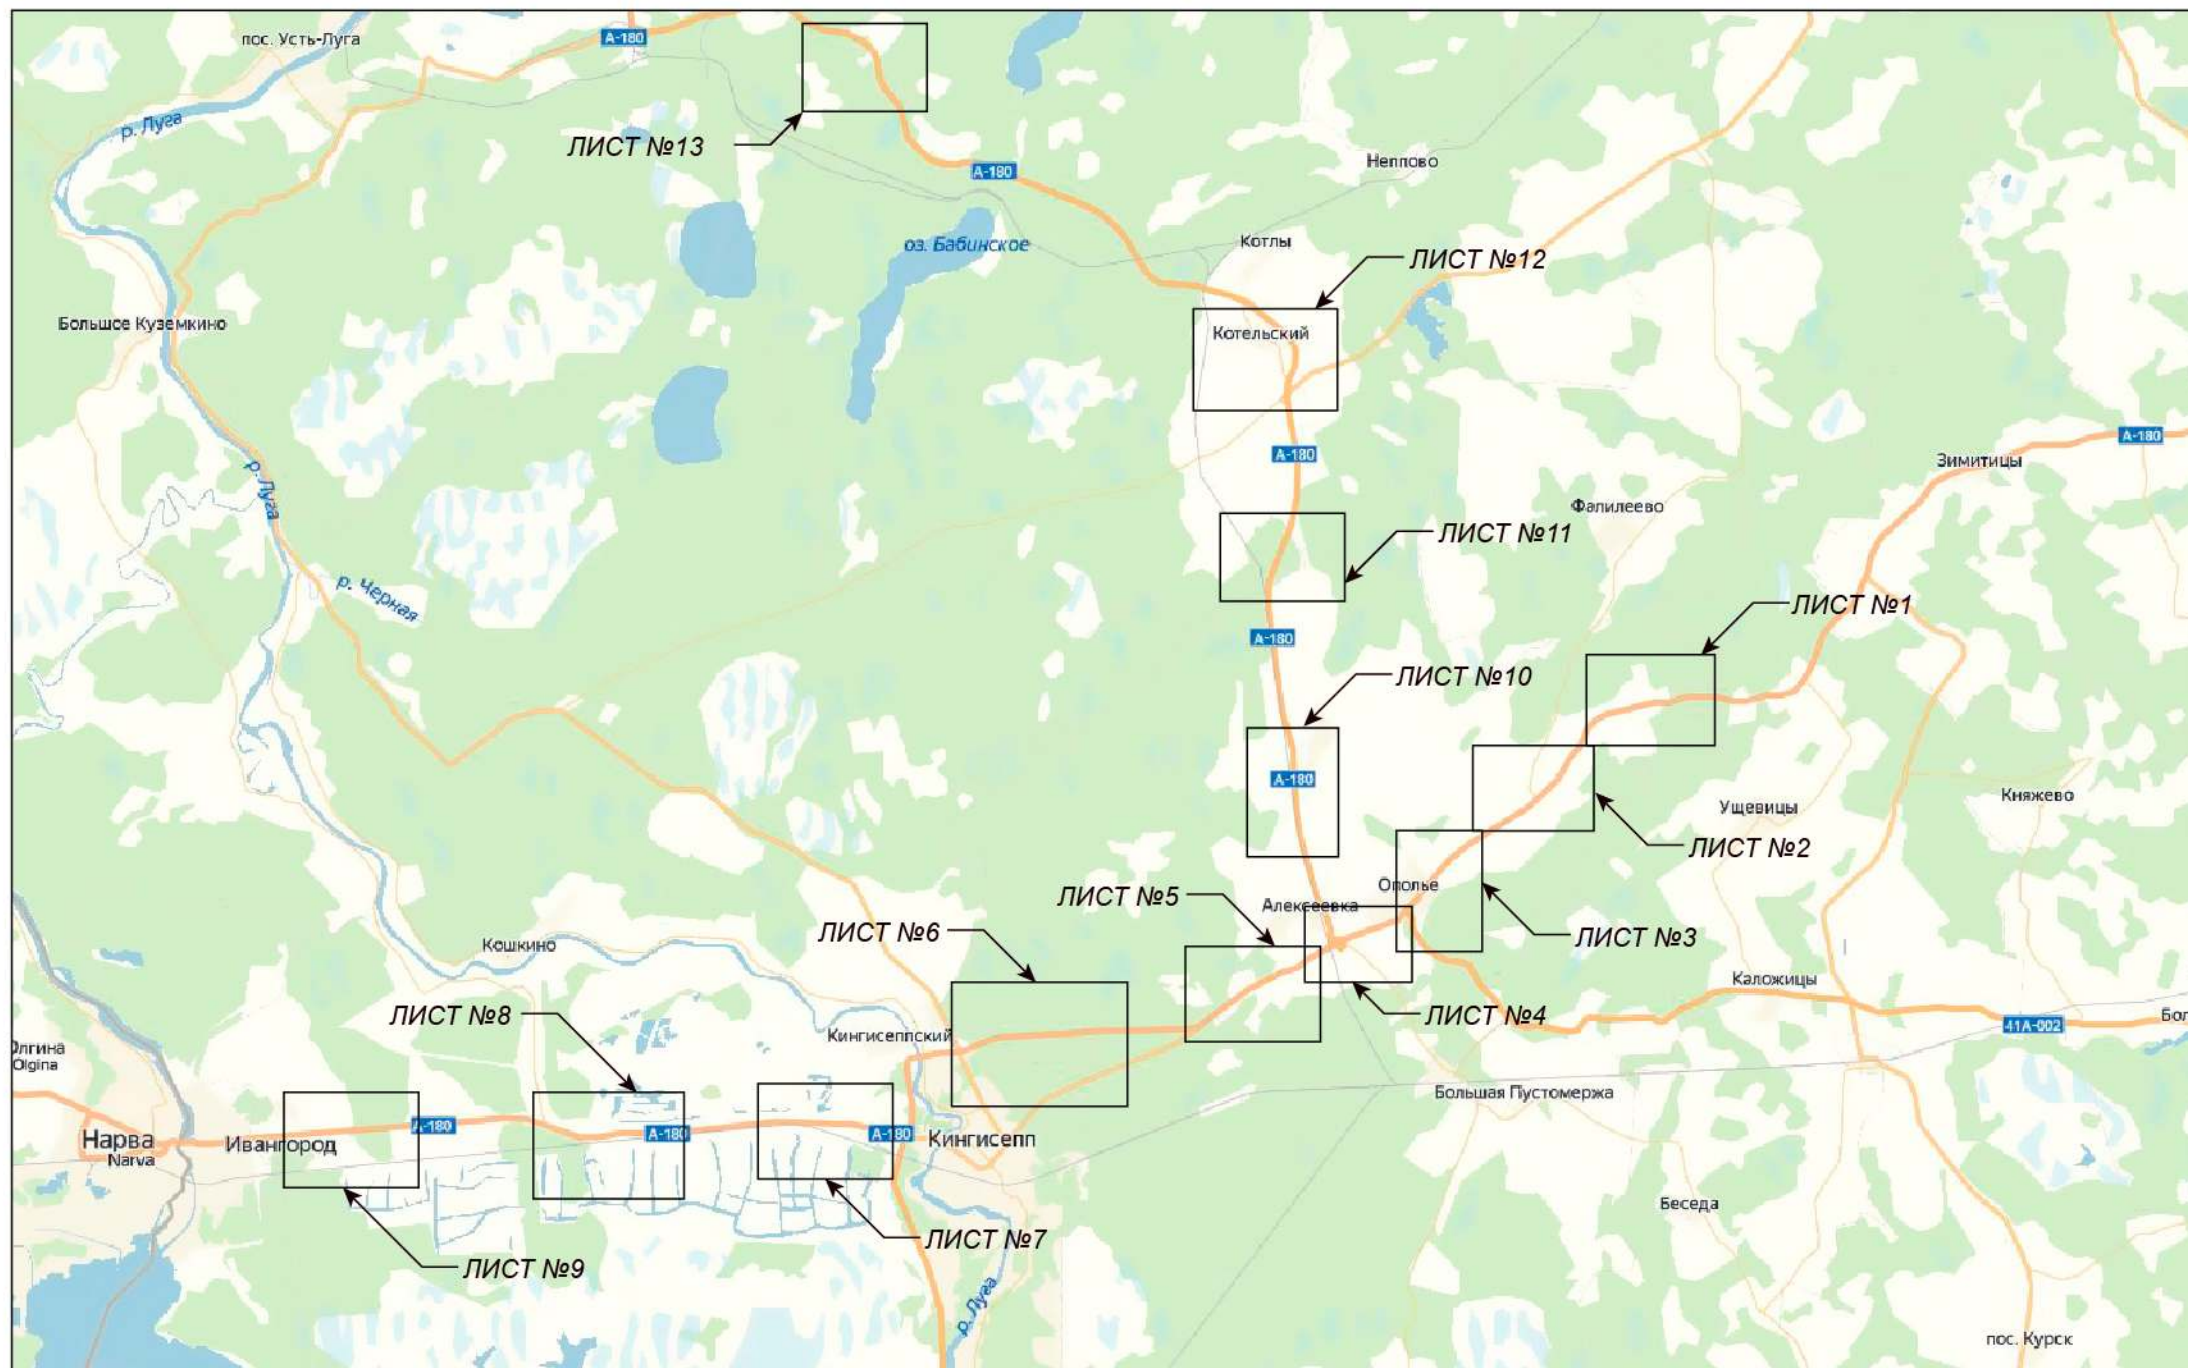 пос. Усть-Луга
А-180
р. Луга
ЛИСТ №13
А-180
Неппово
оз. Бабинское
Котлы
ЛИСТ №12
Большое Куземкино
Котельский
А-180
А-180
Зимитицы
р. Луга
Фалилеево
ЛИСТ №11
р. Черная
ЛИСТ №1
А-180
ЛИСТ №10
А-180
Ущевицы
Княжево
ЛИСТ №2
Ополье
ЛИСТ №5
Алексеевка
ЛИСТ №6
ЛИСТ №3
Кошкино
Каложицы
ЛИСТ №8
ЛИСТ №4
Бол
41А-002
Кингисеппский
Олгина
Olgina
Большая Пустомержа
А-180
А-180
А-180
Нарва
Narva
Ивангород
Кингисепп
Беседа
ЛИСТ №7
ЛИСТ №9
р. Луга
пос. Курск